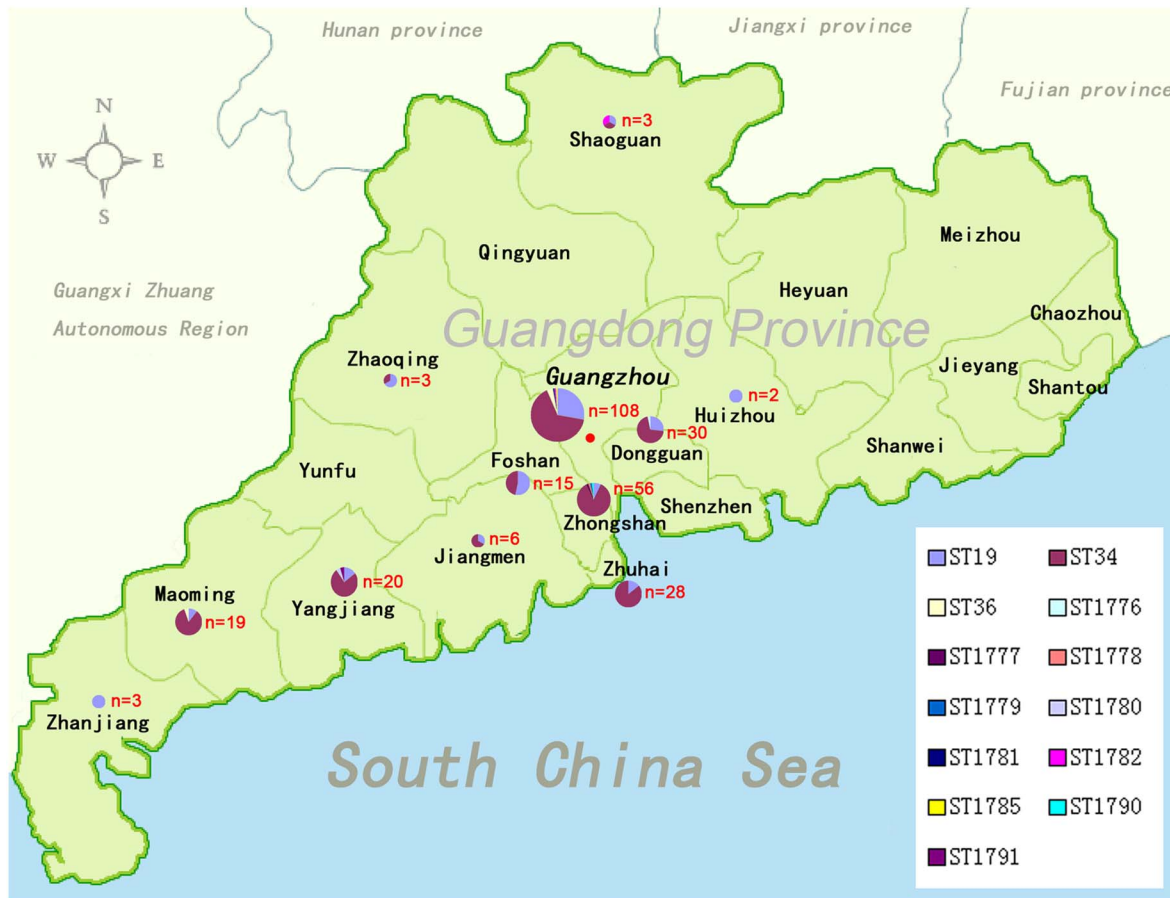 Hunan province
Jiangxi province
Fujian province
N
W E
S
n=3
Shaoguan
Meizhou
Qingyuan
Heyuan
Guangxi Zhuang
Autonomous Region
Chaozhou
Guangdong Province
Zhaoqing
n=3
Jieyang
Shantou
Guangzhou
n=108
n=2
Huizhou
n=30
Dongguan
Shanwei
Yunfu
Foshan
n=15
n=56
Zhongshan
Shenzhen
n=6
Jiangmen
Zhuhai
n=28
n=20
Yangjiang
Maoming
n=19
n=3
Zhanjiang
South China Sea
ST19 ST34
ST36 ST1776
ST1777 ST1778
ST1779 ST1780
ST1781 ST1782
ST1785 ST1790
ST1791